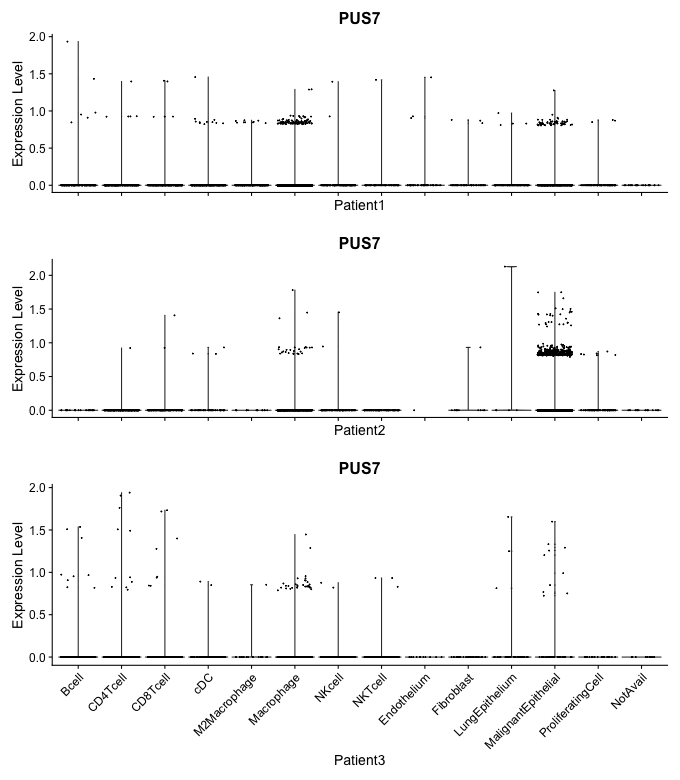 PUS7
Expression Level
2.0
1.5
1.0
0.5
0.0
Patient1
PUS7
Expression Level
2.0
1.5
1.0
0.5
0.0
Patient2
PUS7
Expression Level
2.0
1.5
1.0
0.5
0.0
Bcell
CD4Tcell
CD8Tcell
cDC
M2Macrophage
Macrophage
NKcell
NKTcell
Endothelium
Fibroblast
LungEpithelium
MalignantEpithelial
ProliferatingCell
NotAvail
Patient3